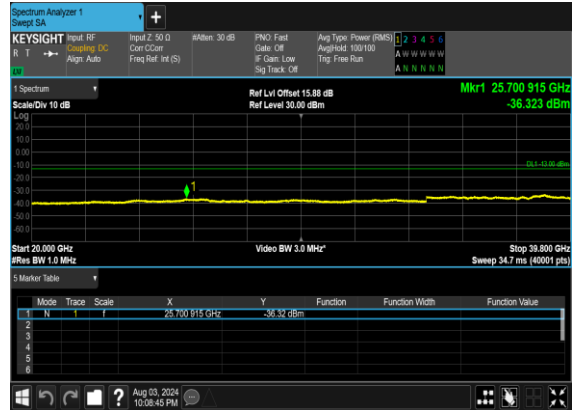 Spectrum Analyzer 1
Swept SA
+
KEYSIGHT Input: RF Input Z: 50 Ω #Atten: 30 dB PNO: Fast Avg Type: Power (RMS) 1 2 3 4 5 6
R T Coupling: DC Corr CCorr Gate: Off Avg|Hold: 100/100 A W W W W W
Align: Auto Freq Ref: Int (S) IF Gain: Low Trig: Free Run
Sig Track: Off A N N N N N
1 Spectrum Ref Lvl Offset 15.88 dB Mkr1 25.700 915 GHz
Scale/Div 10 dB Ref Level 30.00 dBm -36.323 dBm
Log
20.0
10.0
0.00
-10.0
DL1 -13.00 dBm
-20.0
-30.0
1
-40.0
-50.0
-60.0
Start 20.000 GHz Video BW 3.0 MHz* Stop 39.800 GHz
#Res BW 1.0 MHz Sweep 34.7 ms (40001 pts)
5 Marker Table
Mode Trace Scale X Y Function Function Width Function Value
1 N 1 f 25.700 915 GHz -36.32 dBm
2
3
4
5
6
? Aug 03, 2024
10:08:45 PM